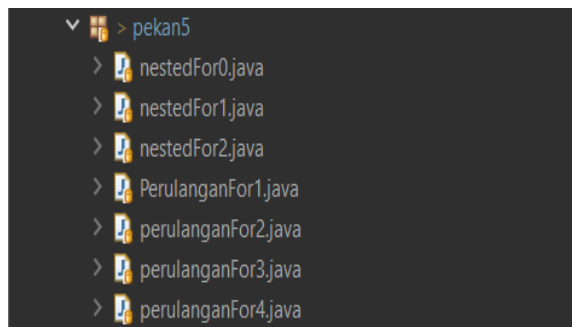 > pekan5
nestedFor0.java
nestedFor1.java
nestedFor2.java
PerulanganFor1.java
perulanganFor2.java
perulanganFor3.java
perulanganFor4.java